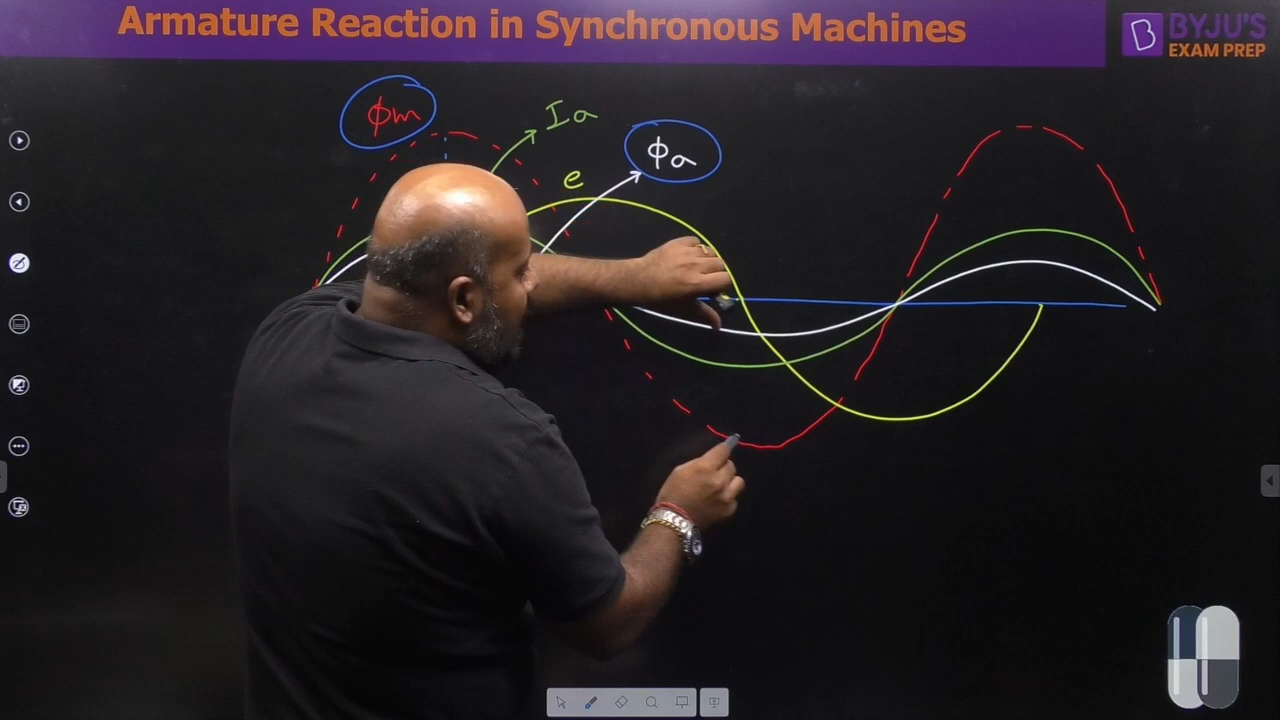 Armature Reaction in Synchronous Machines
BYJU'S
EXAM PREP
ϕm
Ia
ϕa
e